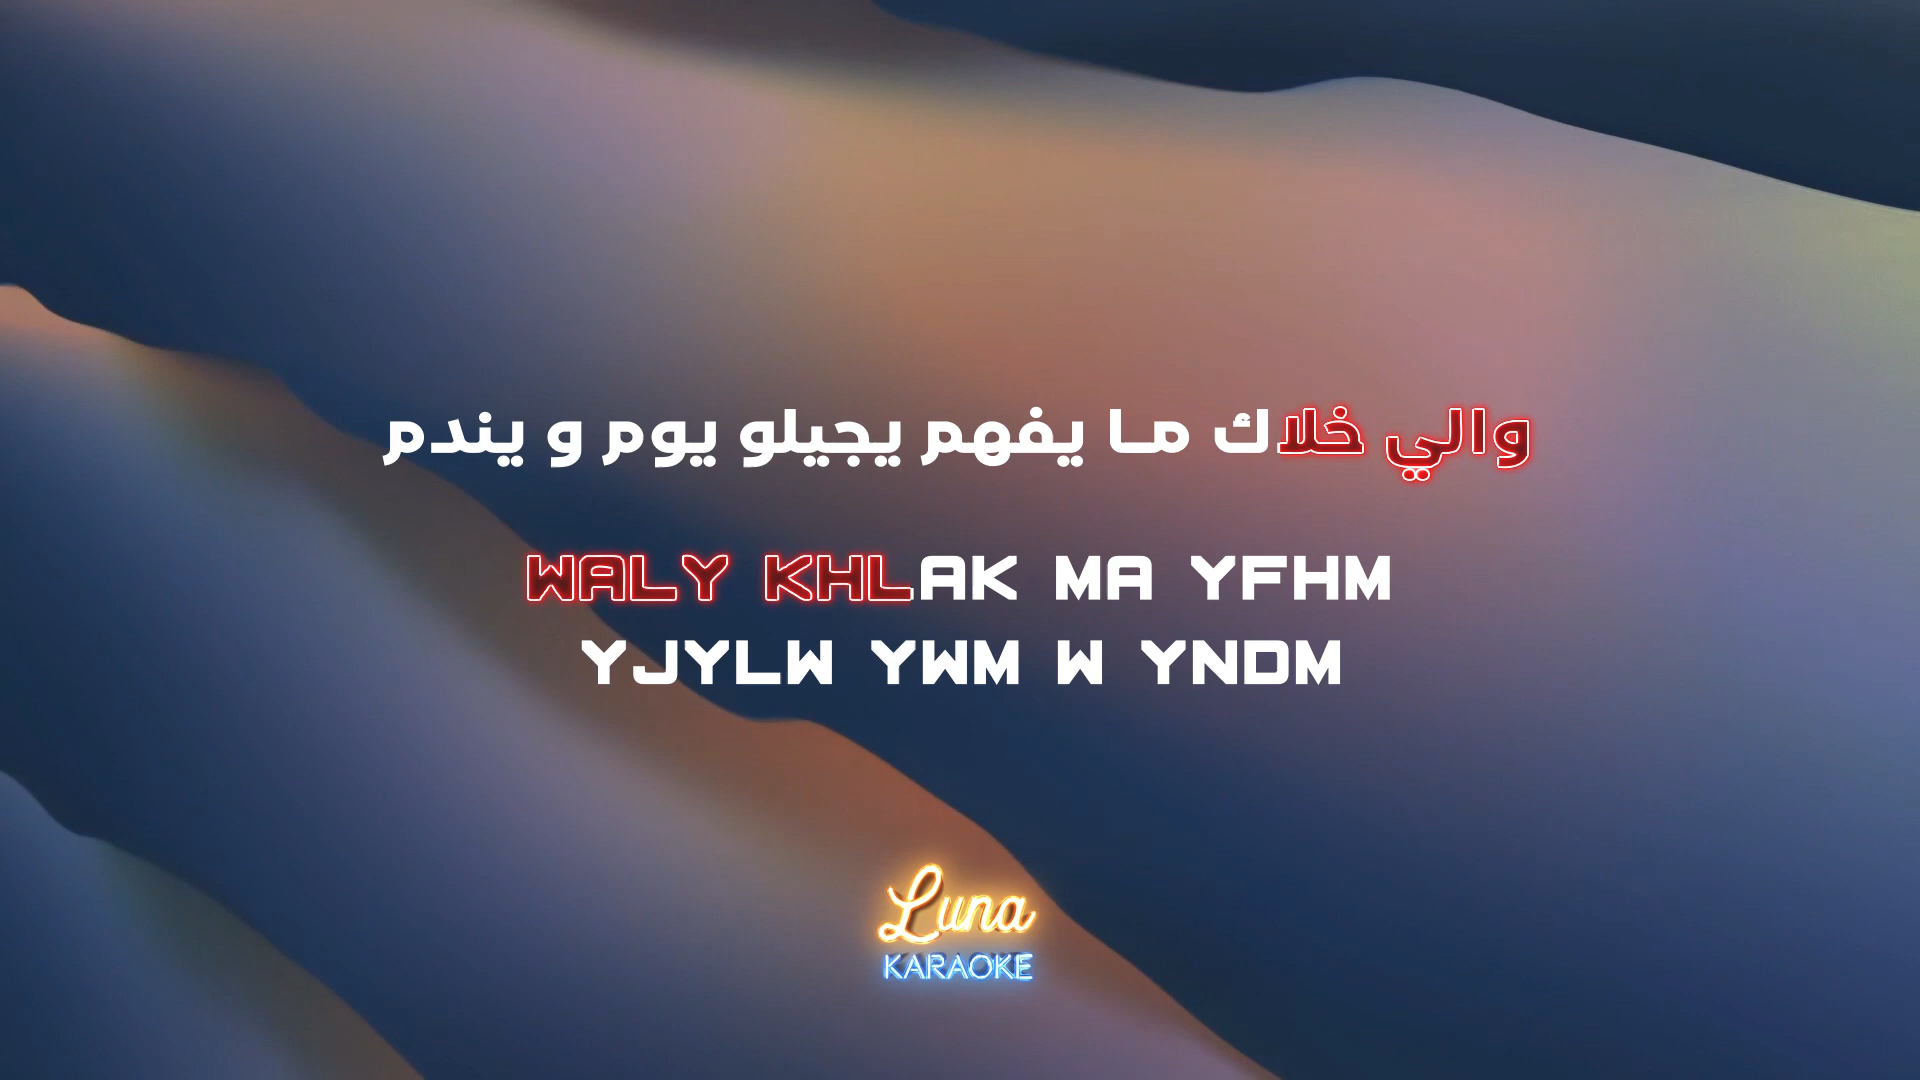 والي خلاك ما يفهم يجيلو يوم و يندم
WALY KHLAK MA YFHM
YJYLW YWM W YNDM
Luna
KARAOKE